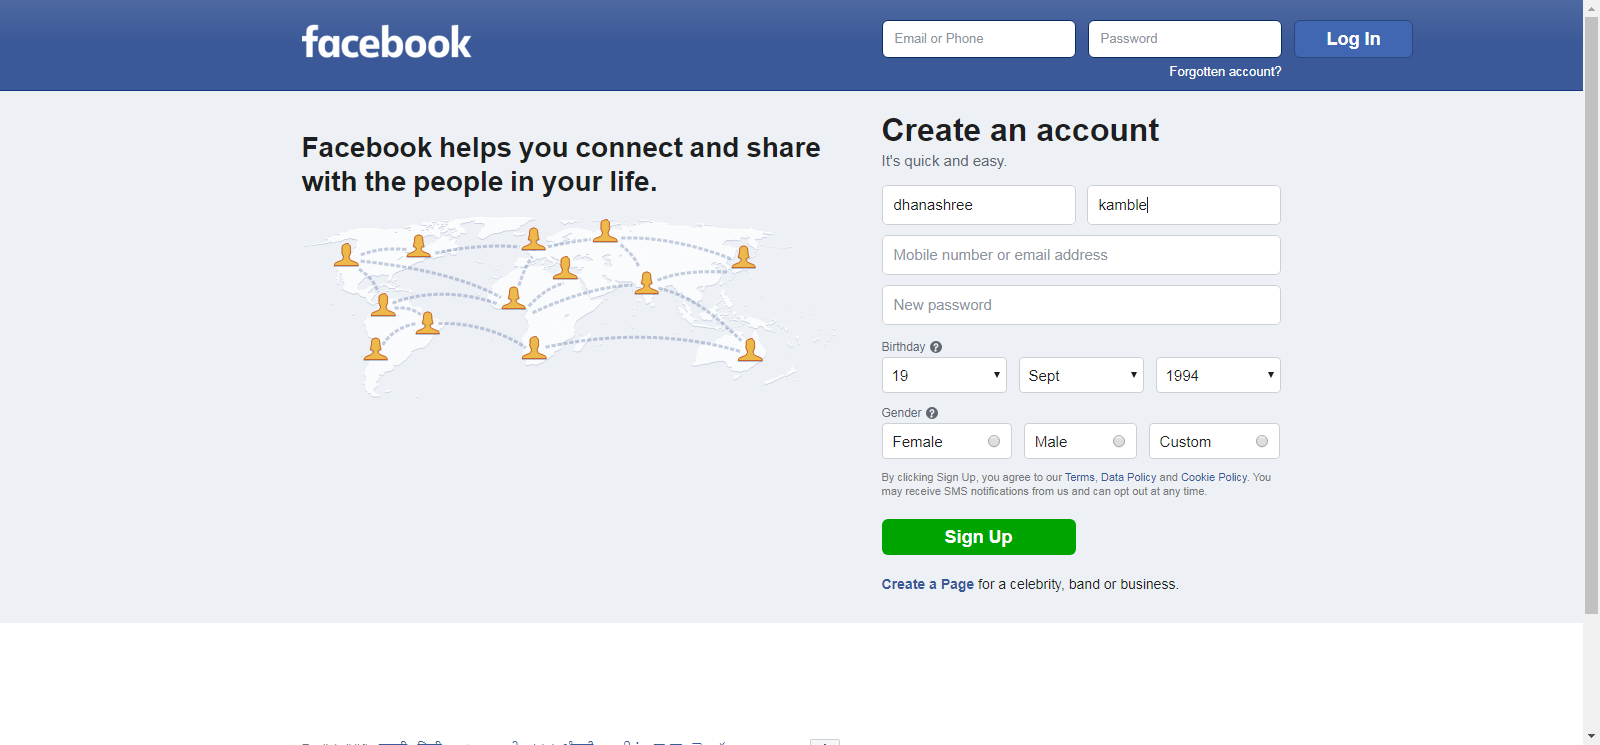 facebook
Email or Phone
Password
Log In
Forgotten account?
Facebook helps you connect and share
with the people in your life.
Create an account
It's quick and easy.
dhanashree
kamble
Mobile number or email address
New password
Birthday ?
19
Sept
1994
Gender ?
Female
Male
Custom
By clicking Sign Up, you agree to our Terms, Data Policy and Cookie Policy. You
may receive SMS notifications from us and can opt out at any time.
Sign Up
Create a Page for a celebrity, band or business.